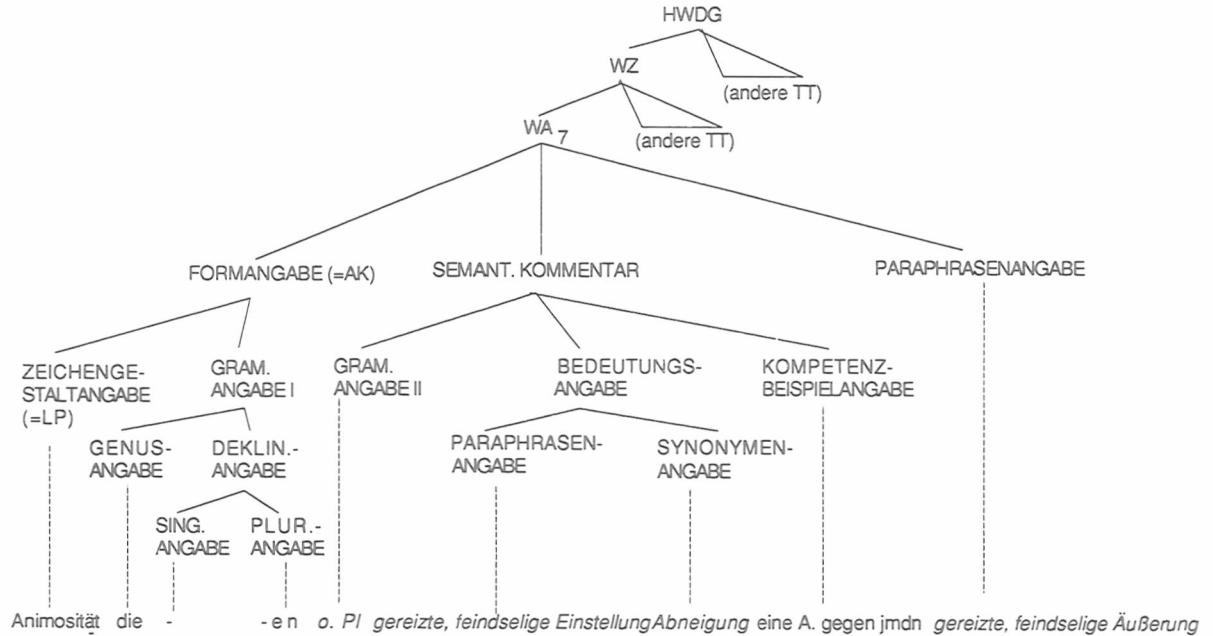 HWDG
WZ
(andere TT)
WA 7
(andere TT)
FORMANGABE (=AK)
SEMANT. KOMMENTAR
PARAPHRASENANGABE
ZEICHENGE-
STALTANGABE
(=LP)
GRAM.
ANGABE I
GRAM.
ANGABE II
BEDEUTUNGS-
ANGABE
KOMPETENZ-
BEISPIELANGABE
GENUS-
ANGABE
DEKLIN.-
ANGABE
PARAPHRASEN-
ANGABE
SYNONYMEN-
ANGABE
SING.
ANGABE
PLUR.-
ANGABE
Animosität die - -en o. Pl gereizte, feindselige Einstellung Abneigung eine A. gegen jmdn gereizte, feindselige Äußerung